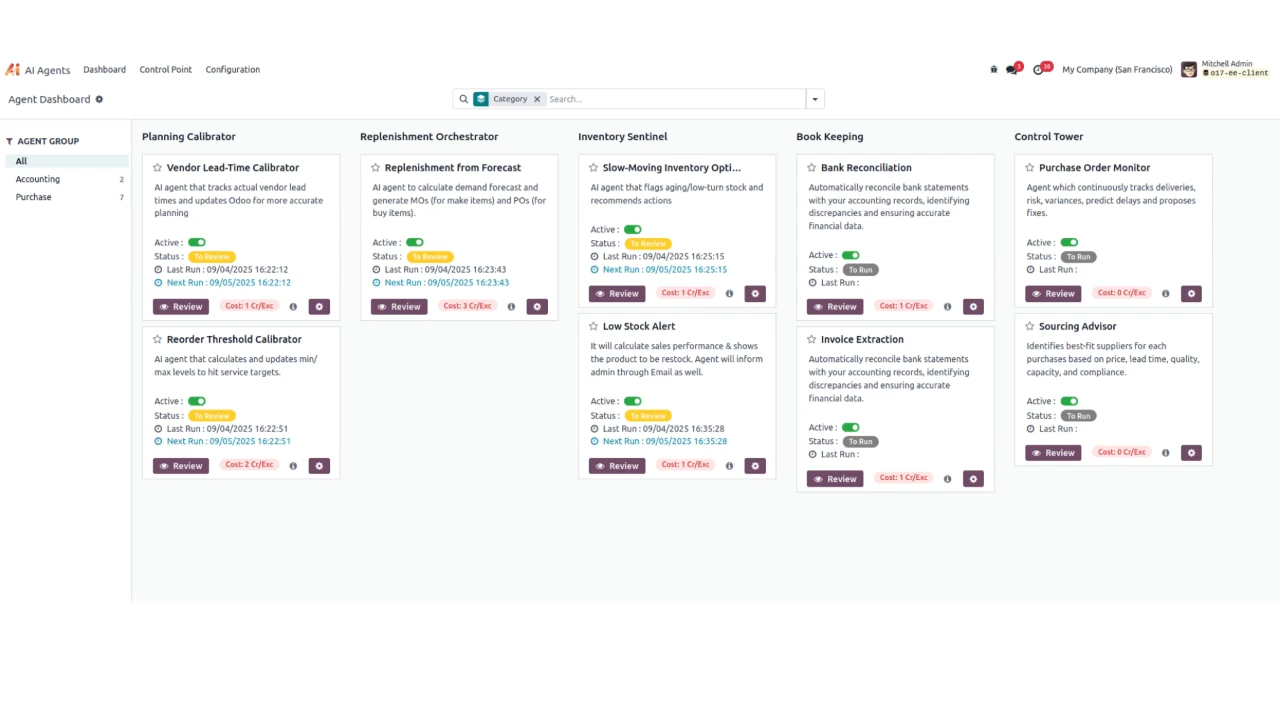 AI Agents Dashboard Control Point Configuration
3 38 My Company (San Francisco) Mitchell Admin
o17-ee-client
Agent Dashboard
Category Search...
AGENT GROUP
All
Accounting 2
Purchase 7
Planning Calibrator
Vendor Lead-Time Calibrator
AI agent that tracks actual vendor lead
times and updates Odoo for more accurate
planning
Active :
Status : To Review
Last Run : 09/04/2025 16:22:12
Next Run : 09/05/2025 16:22:12
Review Cost: 1 Cr/Exc
Reorder Threshold Calibrator
AI agent that calculates and updates min/
max levels to hit service targets.
Active :
Status : To Review
Last Run : 09/04/2025 16:22:51
Next Run : 09/05/2025 16:22:51
Review Cost: 2 Cr/Exc
Replenishment Orchestrator
Replenishment from Forecast
AI agent to calculate demand forecast and
generate MOs (for make items) and POs (for
buy items).
Active :
Status : To Review
Last Run : 09/04/2025 16:23:43
Next Run : 09/05/2025 16:23:43
Review Cost: 3 Cr/Exc
Inventory Sentinel
Slow-Moving Inventory Opti...
AI agent that flags aging/low-turn stock and
recommends actions
Active :
Status : To Review
Last Run : 09/04/2025 16:25:15
Next Run : 09/05/2025 16:25:15
Review Cost: 1 Cr/Exc
Low Stock Alert
It will calculate sales performance & shows
the product to be restock. Agent will inform
admin through Email as well.
Active :
Status : To Review
Last Run : 09/04/2025 16:35:28
Next Run : 09/05/2025 16:35:28
Review Cost: 1 Cr/Exc
Book Keeping
Bank Reconciliation
Automatically reconcile bank statements
with your accounting records, identifying
discrepancies and ensuring accurate
financial data.
Active :
Status : To Run
Last Run :
Review Cost: 1 Cr/Exc
Invoice Extraction
Automatically reconcile bank statements
with your accounting records, identifying
discrepancies and ensuring accurate
financial data.
Active :
Status : To Run
Last Run :
Review Cost: 1 Cr/Exc
Control Tower
Purchase Order Monitor
Agent which continuously tracks deliveries,
risk, variances, predict delays and proposes
fixes.
Active :
Status : To Run
Last Run :
Review Cost: 0 Cr/Exc
Sourcing Advisor
Identifies best-fit suppliers for each
purchases based on price, lead time, quality,
capacity, and compliance.
Active :
Status : To Run
Last Run :
Review Cost: 0 Cr/Exc